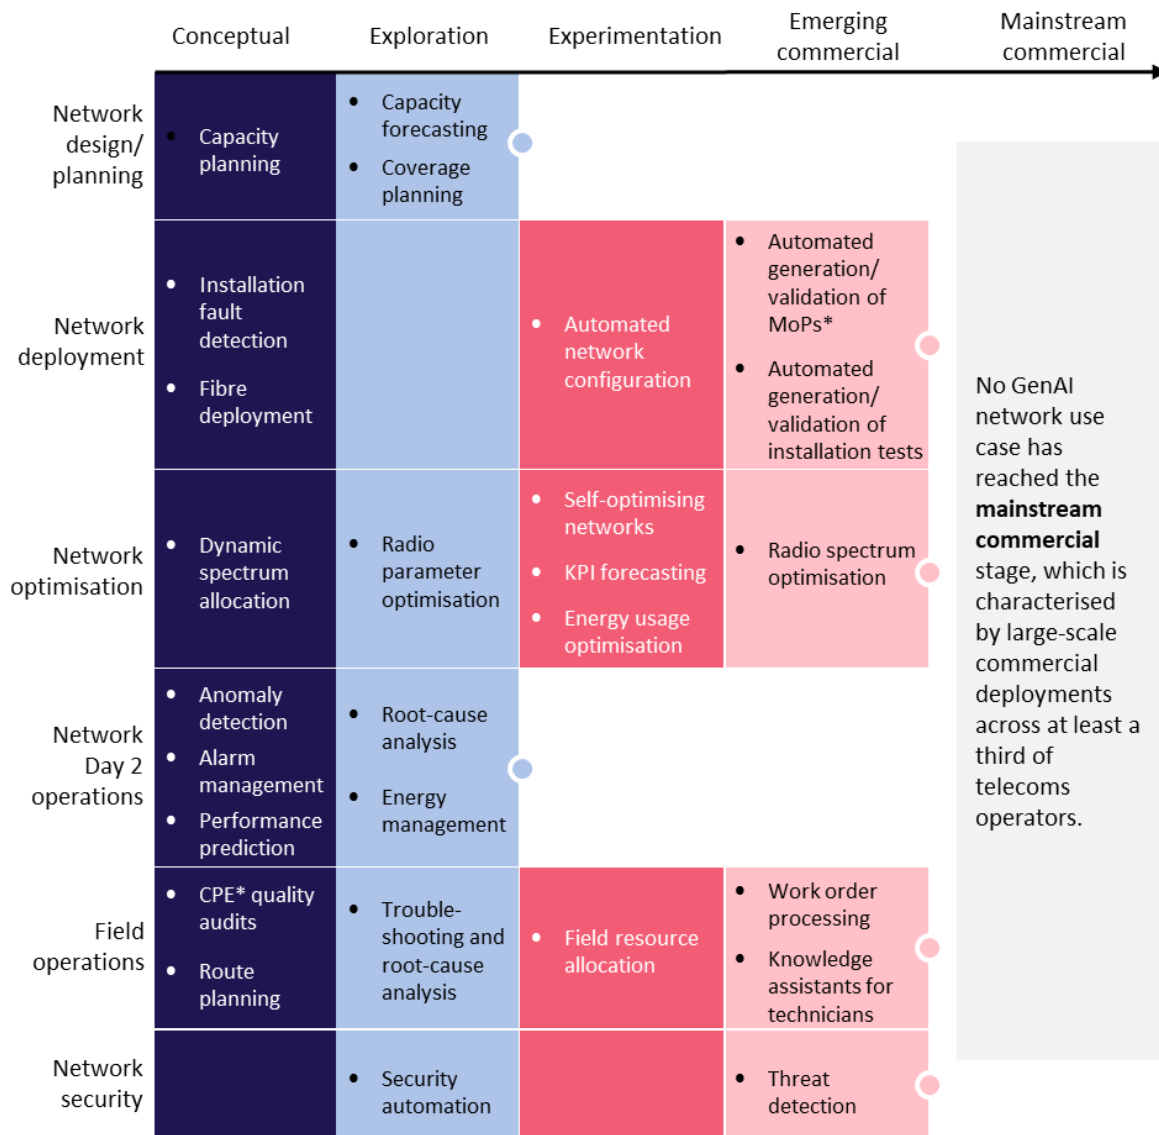 Conceptual
Exploration
Experimentation
Emerging
commercial
Mainstream
commercial
Network
design/
planning
• Capacity
planning
• Capacity
forecasting
• Coverage
planning
Network
deployment
• Installation
fault
detection
• Fibre
deployment
• Automated
network
configuration
• Automated
generation/
validation of
MoPs*
• Automated
generation/
validation of
installation tests
Network
optimisation
• Dynamic
spectrum
allocation
• Radio
parameter
optimisation
• Self-optimising
networks
• KPI forecasting
• Energy usage
optimisation
• Radio spectrum
optimisation
Network
Day 2
operations
• Anomaly
detection
• Alarm
management
• Performance
prediction
• Root-cause
analysis
• Energy
management
Field
operations
• CPE* quality
audits
• Route
planning
• Trouble-
shooting and
root-cause
analysis
• Field resource
allocation
• Work order
processing
• Knowledge
assistants for
technicians
Network
security
• Security
automation
• Threat
detection
No GenAI
network use
case has
reached the
mainstream
commercial
stage, which is
characterised
by large-scale
commercial
deployments
across at least a
third of
telecoms
operators.